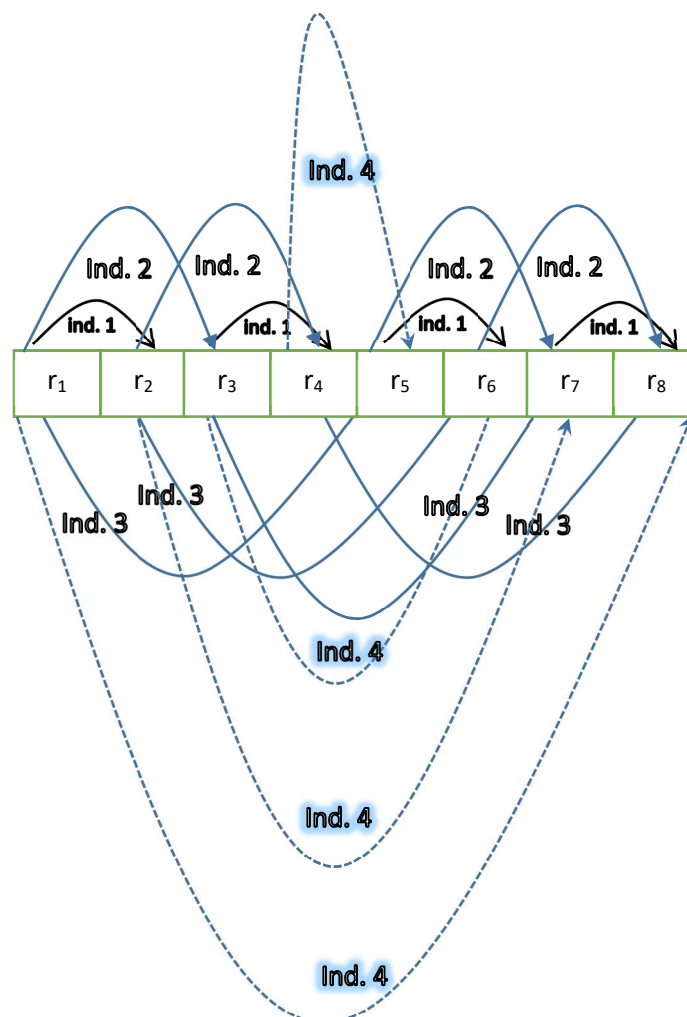 Ind. 4
Ind. 2 Ind. 2 Ind. 2 Ind. 2
ind. 1 ind. 1 ind. 1 ind. 1
r1 r2 r3 r4 r5 r6 r7 r8
Ind. 3 Ind. 3 Ind. 3 Ind. 3
Ind. 4
Ind. 4
Ind. 4